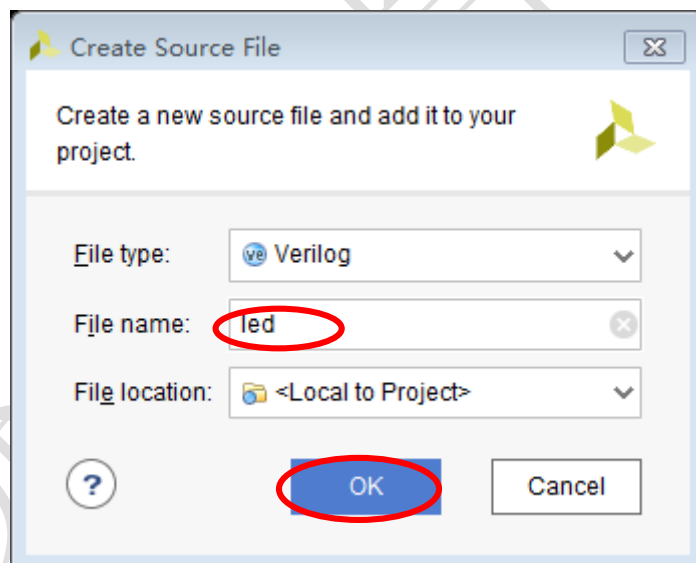 Create Source File
Create a new source file and add it to your
project.
File type:
ve Verilog
File name:
led
File location:
<Local to Project>
?
OK
Cancel